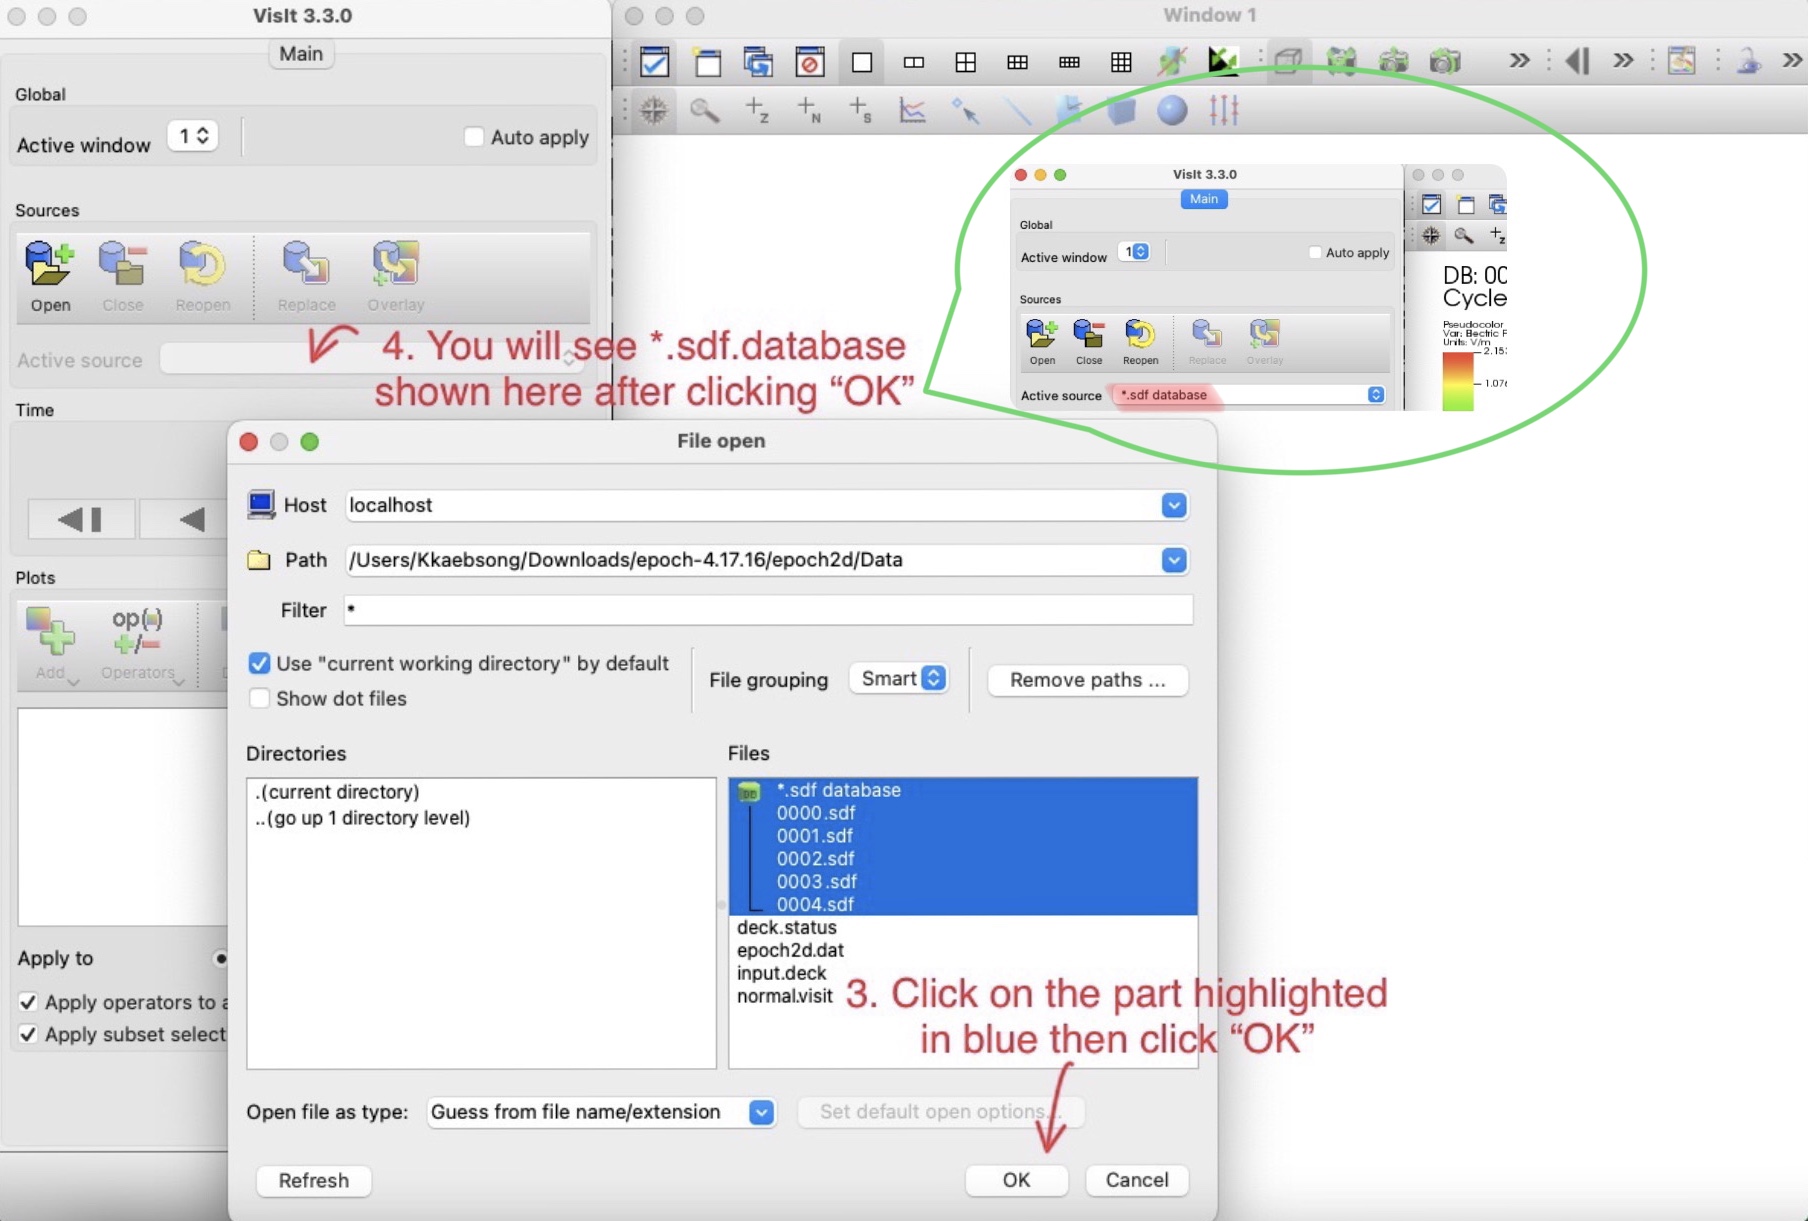 VisIt 3.3.0
Main
Global
Active window 1
Auto apply
Sources
Open Close Reopen Replace Overlay
Active source
Time
Plots
Add
op()
+/-
Operators
Apply to
Apply operators to a
Apply subset select
4. You will see *.sdf.database
shown here after clicking “OK”
Window 1
+z +N +s
VisIt 3.3.0
Main
Global
Active window 1
Auto apply
Sources
Open Close Reopen Replace Overlay
Active source *.sdf database
+z
DB: 00
Cycle
Pseudocolor
Var: Electric F
Units: V/m
2.15
1.07
File open
Host localhost
Path /Users/Kkaebsong/Downloads/epoch-4.17.16/epoch2d/Data
Filter *
Use "current working directory" by default
Show dot files
File grouping Smart
Remove paths ...
Directories
.(current directory)
..(go up 1 directory level)
Files
*.sdf database
0000.sdf
0001.sdf
0002.sdf
0003.sdf
0004.sdf
deck.status
epoch2d.dat
input.deck
normal.visit
3. Click on the part highlighted
in blue then click “OK”
Open file as type: Guess from file name/extension
Set default open options...
Refresh
OK
Cancel